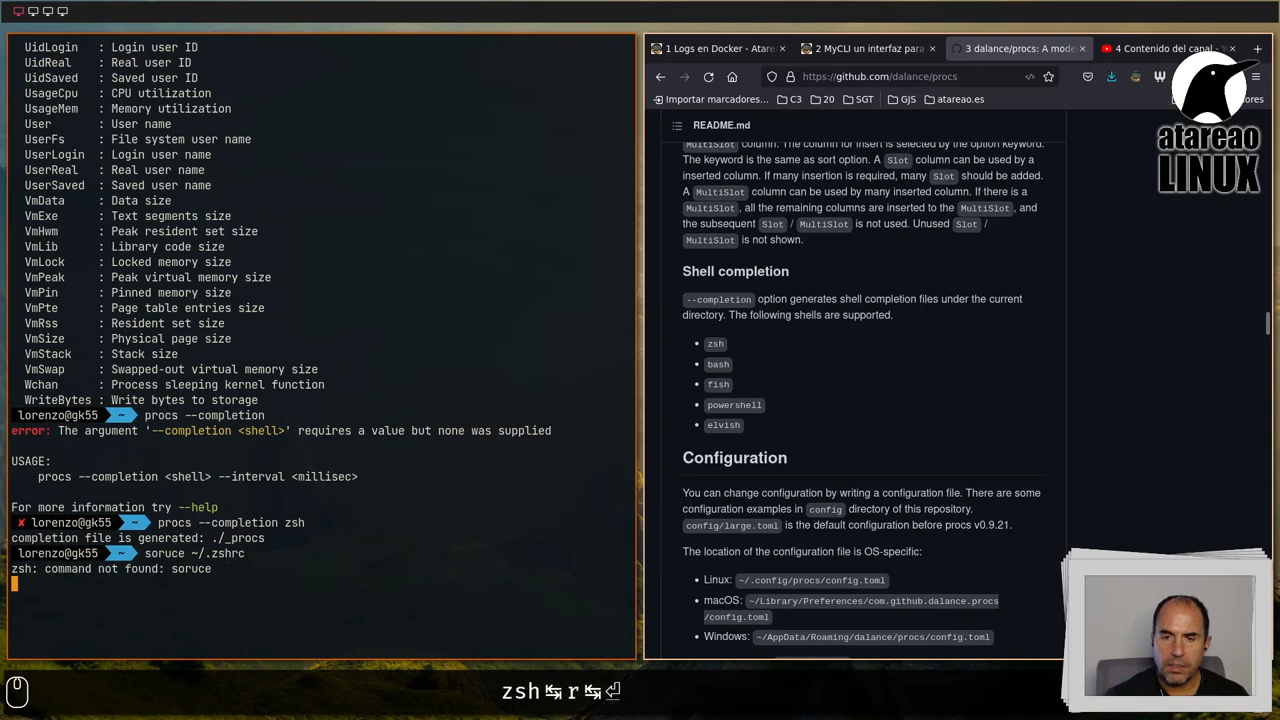 UidLogin : Login user ID
UidReal : Real user ID
UidSaved : Saved user ID
UsageCpu : CPU utilization
UsageMem : Memory utilization
User : User name
UserFs : File system user name
UserLogin : Login user name
UserReal : Real user name
UserSaved : Saved user name
VmData : Data size
VmExe : Text segments size
VmHwm : Peak resident set size
VmLib : Library code size
VmLock : Locked memory size
VmPeak : Peak virtual memory size
VmPin : Pinned memory size
VmPte : Page table entries size
VmRss : Resident set size
VmSize : Physical page size
VmStack : Stack size
VmSwap : Swapped-out virtual memory size
Wchan : Process sleeping kernel function
WriteBytes : Write bytes to storage
lorenzo@gk55 ~ procs --completion
error: The argument '--completion <shell>' requires a value but none was supplied
USAGE:
procs --completion <shell> --interval <millisec>
For more information try --help
✘ lorenzo@gk55 ~ procs --completion zsh
completion file is generated: ./_procs
lorenzo@gk55 ~ soruce ~/.zshrc
zsh: command not found: soruce
1 Logs en Docker - Atare
2 MyCLI un interfaz para
3 dalance/procs: A mode
4 Contenido del canal - Y
https://github.com/dalance/procs
Importar marcadores...
C3
20
SGT
GJS
atareao.es
ores
atareao
LINUX
README.md
MultiSlot column. The column for insert is selected by the option keyword.
The keyword is the same as sort option. A Slot column can be used by a
inserted column. If many insertion is required, many Slot should be added.
A MultiSlot column can be used by many inserted column. If there is a
MultiSlot, all the remaining columns are inserted to the MultiSlot, and
the subsequent Slot / MultiSlot is not used. Unused Slot /
MultiSlot is not shown.
Shell completion
--completion option generates shell completion files under the current
directory. The following shells are supported.
• zsh
• bash
• fish
• powershell
• elvish
Configuration
You can change configuration by writing a configuration file. There are some
configuration examples in config directory of this repository.
config/large.toml is the default configuration before procs v0.9.21.
The location of the configuration file is OS-specific:
• Linux: ~/.config/procs/config.toml
• macOS: ~/Library/Preferences/com.github.dalance.procs
/config.toml
• Windows: ~/AppData/Roaming/dalance/procs/config.toml
zsh↹r↹⏎